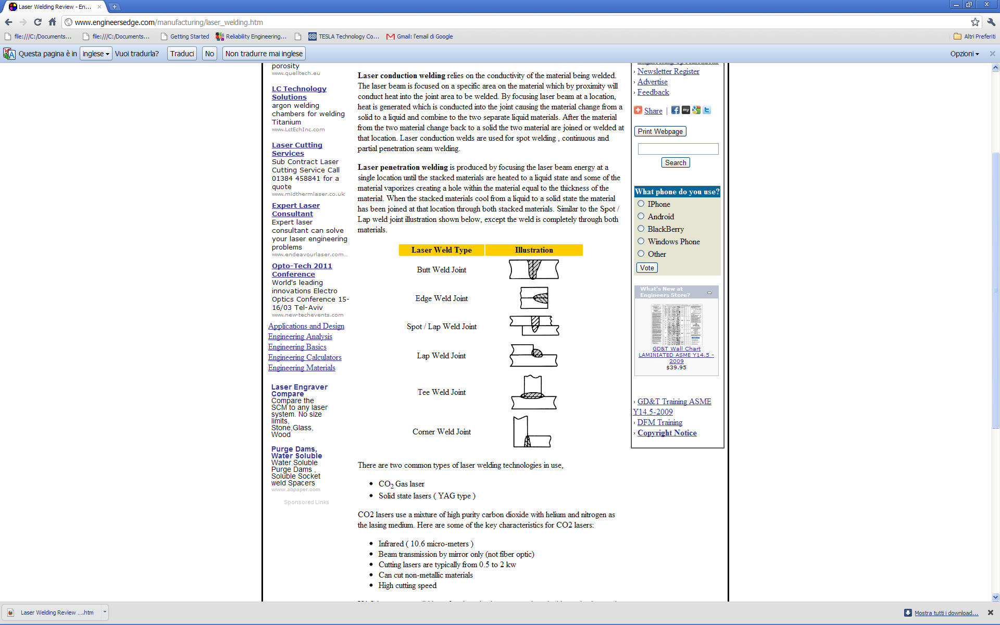 Laser Welding Review - En...
www.engineersedge.com/manufacturing/laser_welding.htm
file:///C:/Documents...
file:///C:/Documents...
Getting Started
Reliability Engineering...
TESLA Technology Co...
Gmail: l'email di Google
Altri Preferiti
Questa pagina è in
inglese
Vuoi tradurla?
Traduci
No
Non tradurre mai inglese
Opzioni
porosity
www.quelltech.eu
LC Technology
Solutions
argon welding
chambers for welding
Titanium
www.LctEchInc.com
Laser Cutting
Services
Sub Contract Laser
Cutting Service Call
01384 458841 for a
quote
www.midthermlaser.co.uk
Expert Laser
Consultant
Expert laser
consultant can solve
your laser engineering
problems
www.endeavourlaser.com...
Opto-Tech 2011
Conference
World's leading
innovations Electro
Optics Conference 15-
16/03 Tel-Aviv
www.new-techevents.com
Applications and Design
Engineering Analysis
Engineering Basics
Engineering Calculators
Engineering Materials
Laser Engraver
Compare
Compare the
SCM to any laser
system. No size
limits,
Stone,Glass,
Wood
Purge Dams,
Water Soluble
Water Soluble
Purge Dams ,
Soluble Socket
weld Spacers
www.abpaper.com
Sponsored Links
Laser conduction welding relies on the conductivity of the material being welded.
The laser beam is focused on a specific area on the material which by proximity will
conduct heat into the joint area to be welded. By focusing laser beam at a location,
heat is generated which is conducted into the joint causing the material change from a
solid to a liquid and combine to the two separate liquid materials. After the material
from the two material change back to a solid the two material are joined or welded at
that location. Laser conduction welds are used for spot welding , continuous and
partial penetration seam welding.
Laser penetration welding is produced by focusing the laser beam energy at a
single location until the stacked materials are heated to a liquid state and some of the
material vaporizes creating a hole within the material equal to the thickness of the
material. When the stacked materials cool from a liquid to a solid state the material
has been joined at that location through both stacked materials. Similar to the Spot /
Lap weld joint illustration shown below, except the weld is completely through both
materials.
Laser Weld Type Illustration
Butt Weld Joint
Edge Weld Joint
Spot / Lap Weld Joint
Lap Weld Joint
Tee Weld Joint
Corner Weld Joint
There are two common types of laser welding technologies in use,
• CO2 Gas laser
• Solid state lasers ( YAG type )
CO2 lasers use a mixture of high purity carbon dioxide with helium and nitrogen as
the lasing medium. Here are some of the key characteristics for CO2 lasers:
• Infrared ( 10.6 micro-meters )
• Beam transmission by mirror only (not fiber optic)
• Cutting lasers are typically from 0.5 to 2 kw
• Can cut non-metallic materials
• High cutting speed
› Newsletter Register
› Advertise
› Feedback
Share |
my
Print Webpage
Search
What phone do you use?
IPhone
Android
BlackBerry
Windows Phone
Other
Vote
What's New at
Engineers Store?
GD&T Wall Chart
LAMINIATED ASME Y14.5 -
2009
$39.95
› GD&T Training ASME
Y14.5-2009
› DFM Training
› Copyright Notice
Laser Welding Review ....htm
Mostra tutti i download...